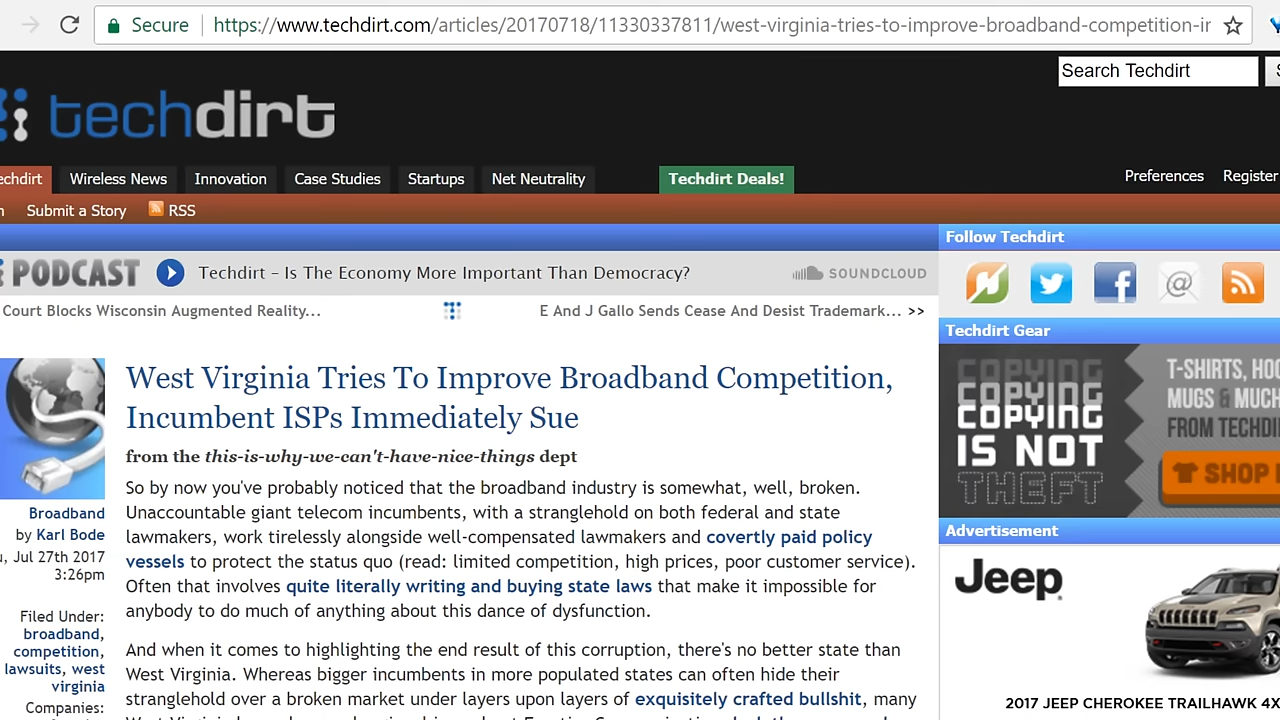 Secure https://www.techdirt.com/articles/20170718/11330337811/west-virginia-tries-to-improve-broadband-competition-ir
Search Techdirt
techdirt
echdirt Wireless News Innovation Case Studies Startups Net Neutrality Techdirt Deals! Preferences Register
n Submit a Story RSS
PODCAST Techdirt – Is The Economy More Important Than Democracy? SOUNDCLOUD
Court Blocks Wisconsin Augmented Reality... E And J Gallo Sends Cease And Desist Trademark... >>
West Virginia Tries To Improve Broadband Competition,
Incumbent ISPs Immediately Sue
from the this-is-why-we-can't-have-nice-things dept
Broadband
by Karl Bode
, Jul 27th 2017
3:26pm
Filed Under:
broadband,
competition,
lawsuits, west
virginia
Companies:
So by now you've probably noticed that the broadband industry is somewhat, well, broken.
Unaccountable giant telecom incumbents, with a stranglehold on both federal and state
lawmakers, work tirelessly alongside well-compensated lawmakers and covertly paid policy
vessels to protect the status quo (read: limited competition, high prices, poor customer service).
Often that involves quite literally writing and buying state laws that make it impossible for
anybody to do much of anything about this dance of dysfunction.
And when it comes to highlighting the end result of this corruption, there's no better state than
West Virginia. Whereas bigger incumbents in more populated states can often hide their
stranglehold over a broken market under layers upon layers of exquisitely crafted bullshit, many
Follow Techdirt
Techdirt Gear
COPYING
COPYING
COPYING
IS NOT
THEFT
T-SHIRTS, HOO
MUGS & MUCH
FROM TECHDI
SHOP
Advertisement
Jeep
2017 JEEP CHEROKEE TRAILHAWK 4X